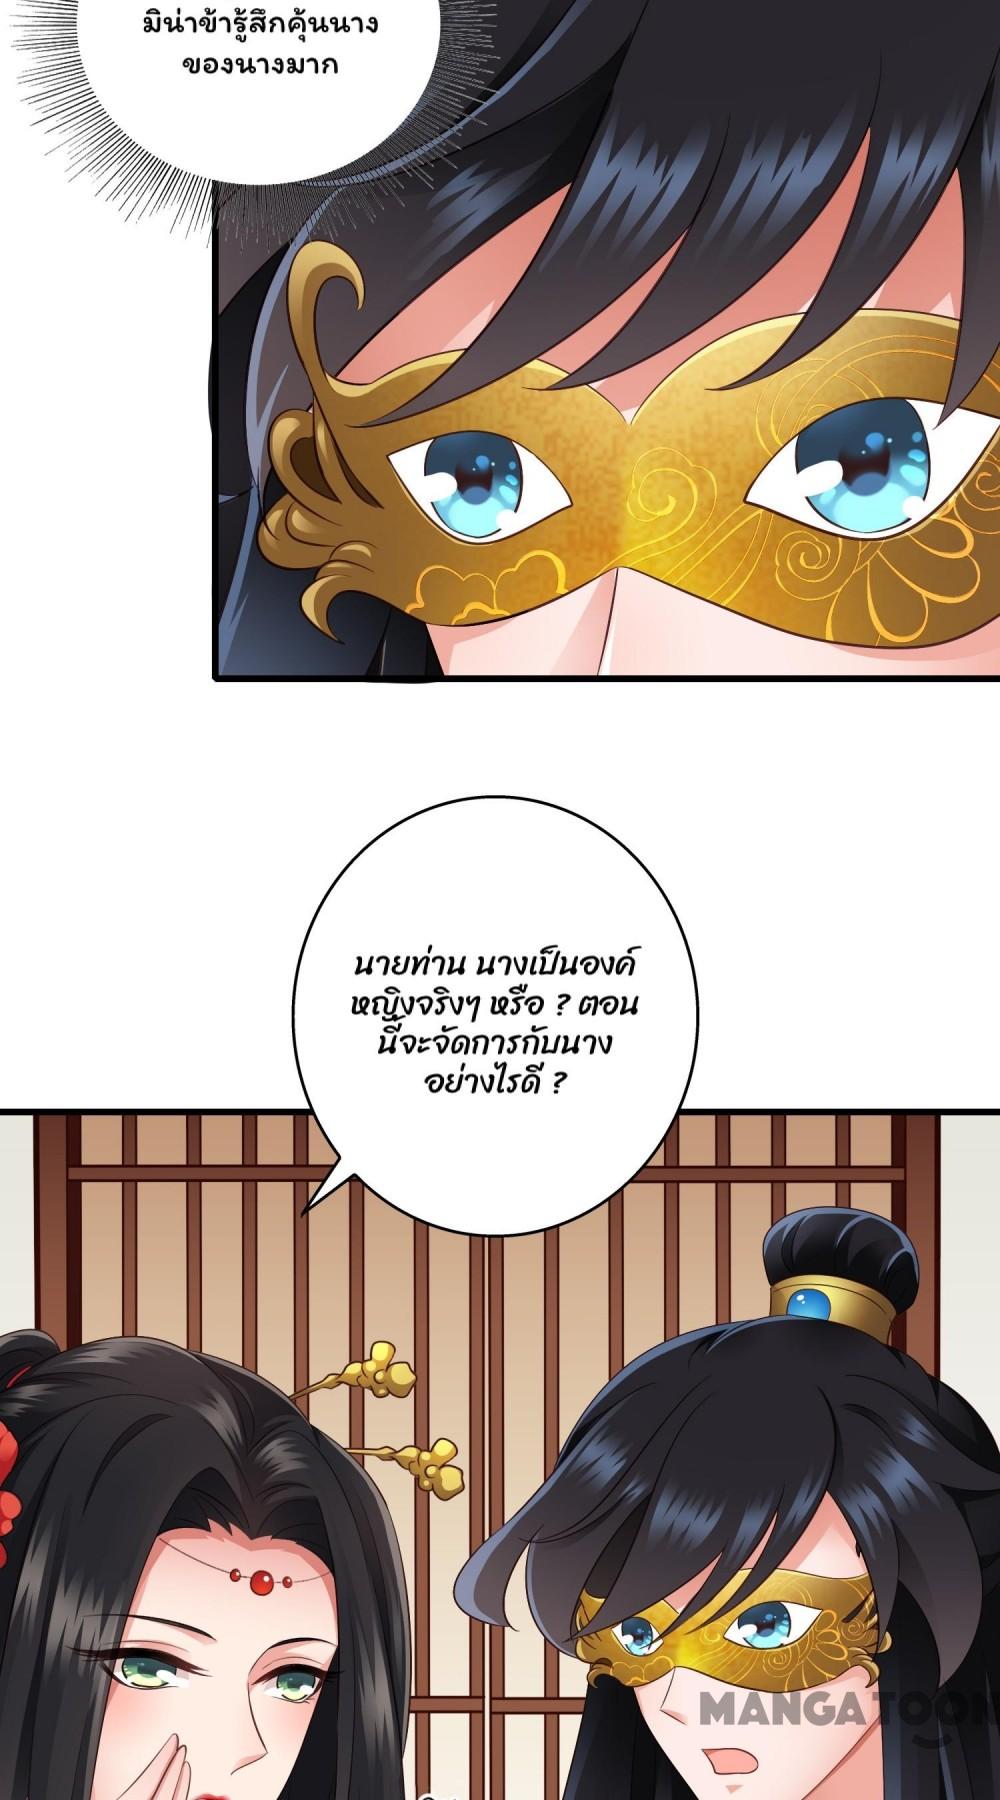 มิน่าข้ารู้สึกคุ้นนาง
ของนางมาก
นายท่าน นางเป็นองค์
หญิงจริงๆ หรือ ? ตอน
นี้จะจัดการกับนาง
อย่างไรดี ?
MANGATOON